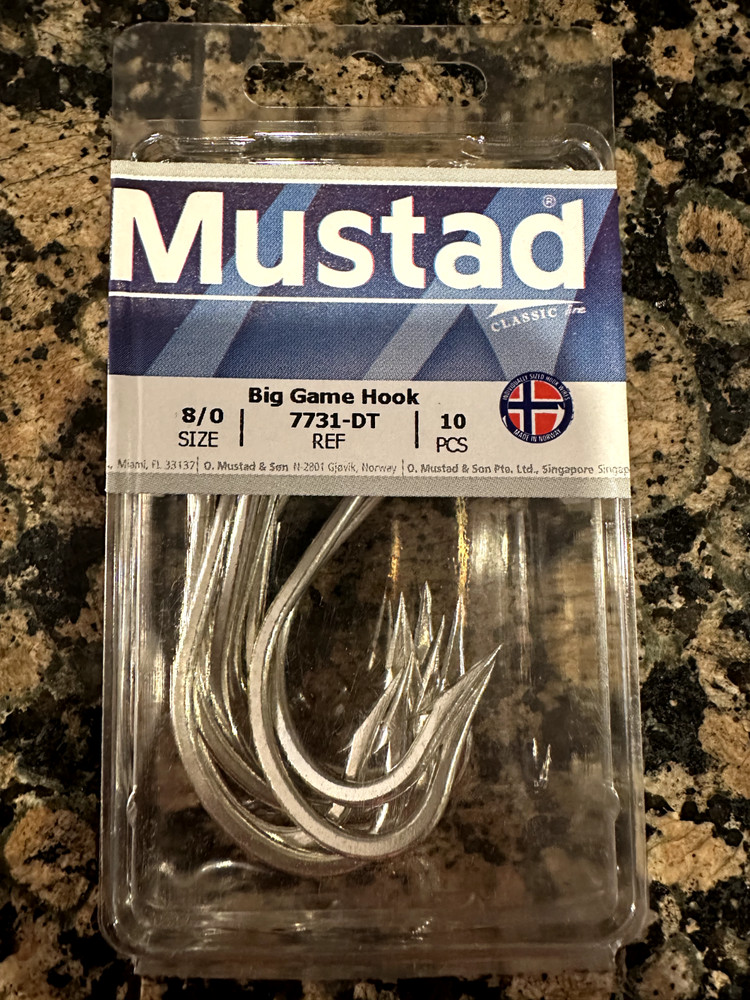 Mustad®
CLASSIC line
Big Game Hook
8/0 7731-DT 10
SIZE REF PCS
MADE IN NORWAY
, Miami, FL 33137 O. Mustad & Søn N-2801 Gjøvik, Norway O. Mustad & Son Pte. Ltd., Singapore Singap